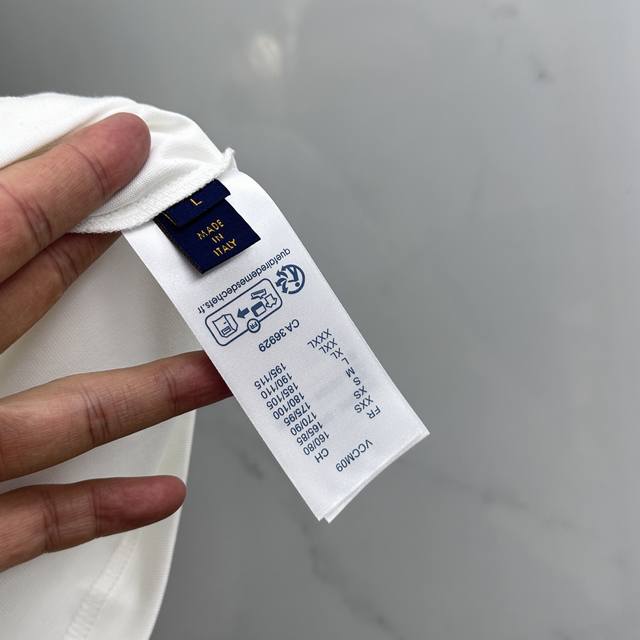 L
MADE
IN
ITALY
VCCM09
FR CH
XXS 160/80
XS 165/85
S 170/90
M 175/95
180/100
XL 185/105
XXL 190/110
XXXL 195/115
CA 36929
quefairedemesdechets.fr